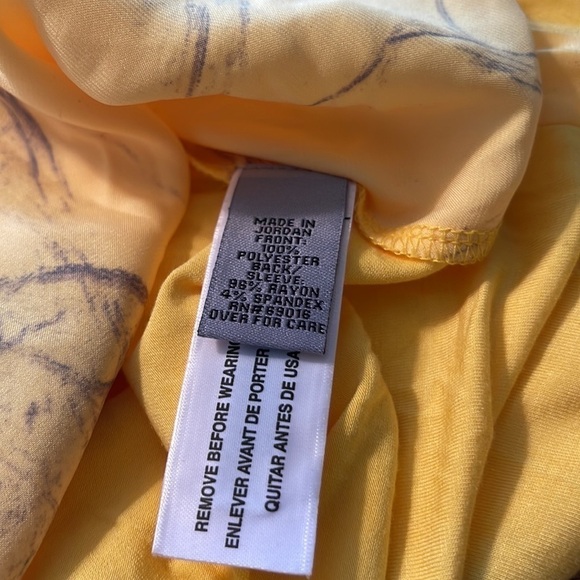 MADE IN
JORDAN
FRONT:
100%
POLYESTER
BACK/
SLEEVE:
96% RAYON
4% SPANDEX
RN# 69016
OVER FOR CARE
REMOVE BEFORE WEARING
ENLEVER AVANT DE PORTER
QUITAR ANTES DE USA